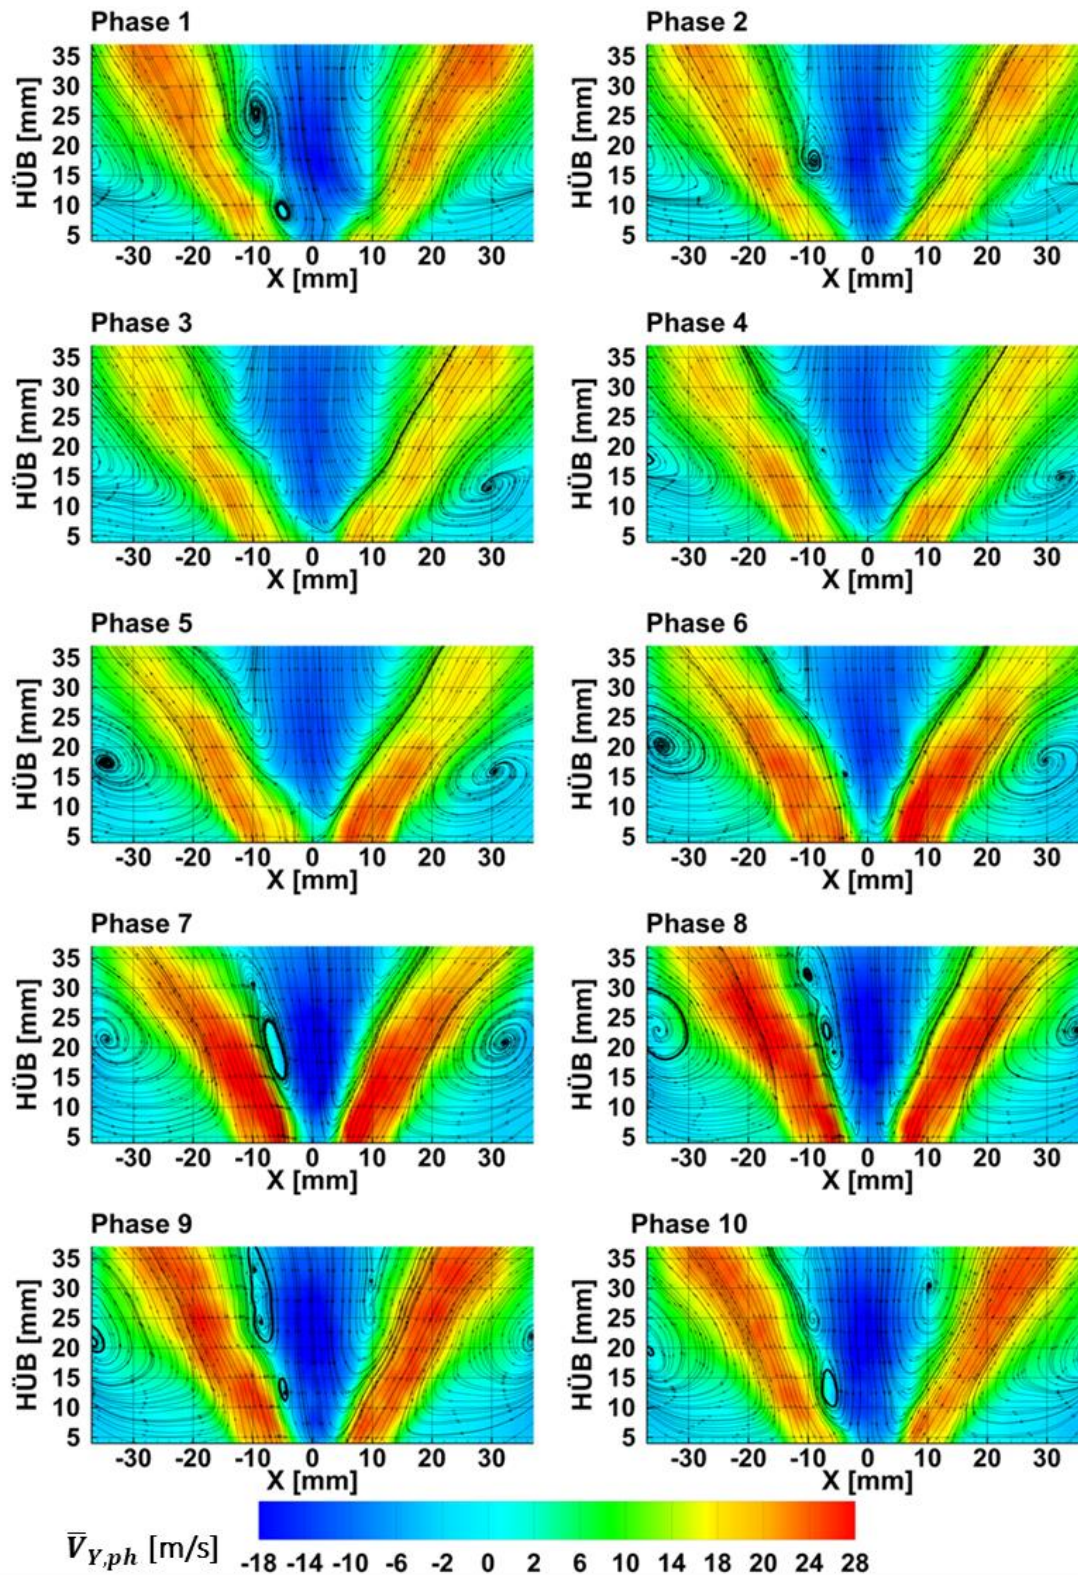 Phase 1 Phase 2
HÜB [mm] 35 30 25 20 15 10 5 HÜB [mm] 35 30 25 20 15 10 5
-30 -20 -10 0 10 20 30 -30 -20 -10 0 10 20 30
X [mm] X [mm]
Phase 3 Phase 4
HÜB [mm] 35 30 25 20 15 10 5 HÜB [mm] 35 30 25 20 15 10 5
-30 -20 -10 0 10 20 30 -30 -20 -10 0 10 20 30
X [mm] X [mm]
Phase 5 Phase 6
HÜB [mm] 35 30 25 20 15 10 5 HÜB [mm] 35 30 25 20 15 10 5
-30 -20 -10 0 10 20 30 -30 -20 -10 0 10 20 30
X [mm] X [mm]
Phase 7 Phase 8
HÜB [mm] 35 30 25 20 15 10 5 HÜB [mm] 35 30 25 20 15 10 5
-30 -20 -10 0 10 20 30 -30 -20 -10 0 10 20 30
X [mm] X [mm]
Phase 9 Phase 10
HÜB [mm] 35 30 25 20 15 10 5 HÜB [mm] 35 30 25 20 15 10 5
-30 -20 -10 0 10 20 30 -30 -20 -10 0 10 20 30
X [mm] X [mm]
V̅Y,ph [m/s] -18 -14 -10 -6 -2 0 2 6 10 14 18 20 24 28